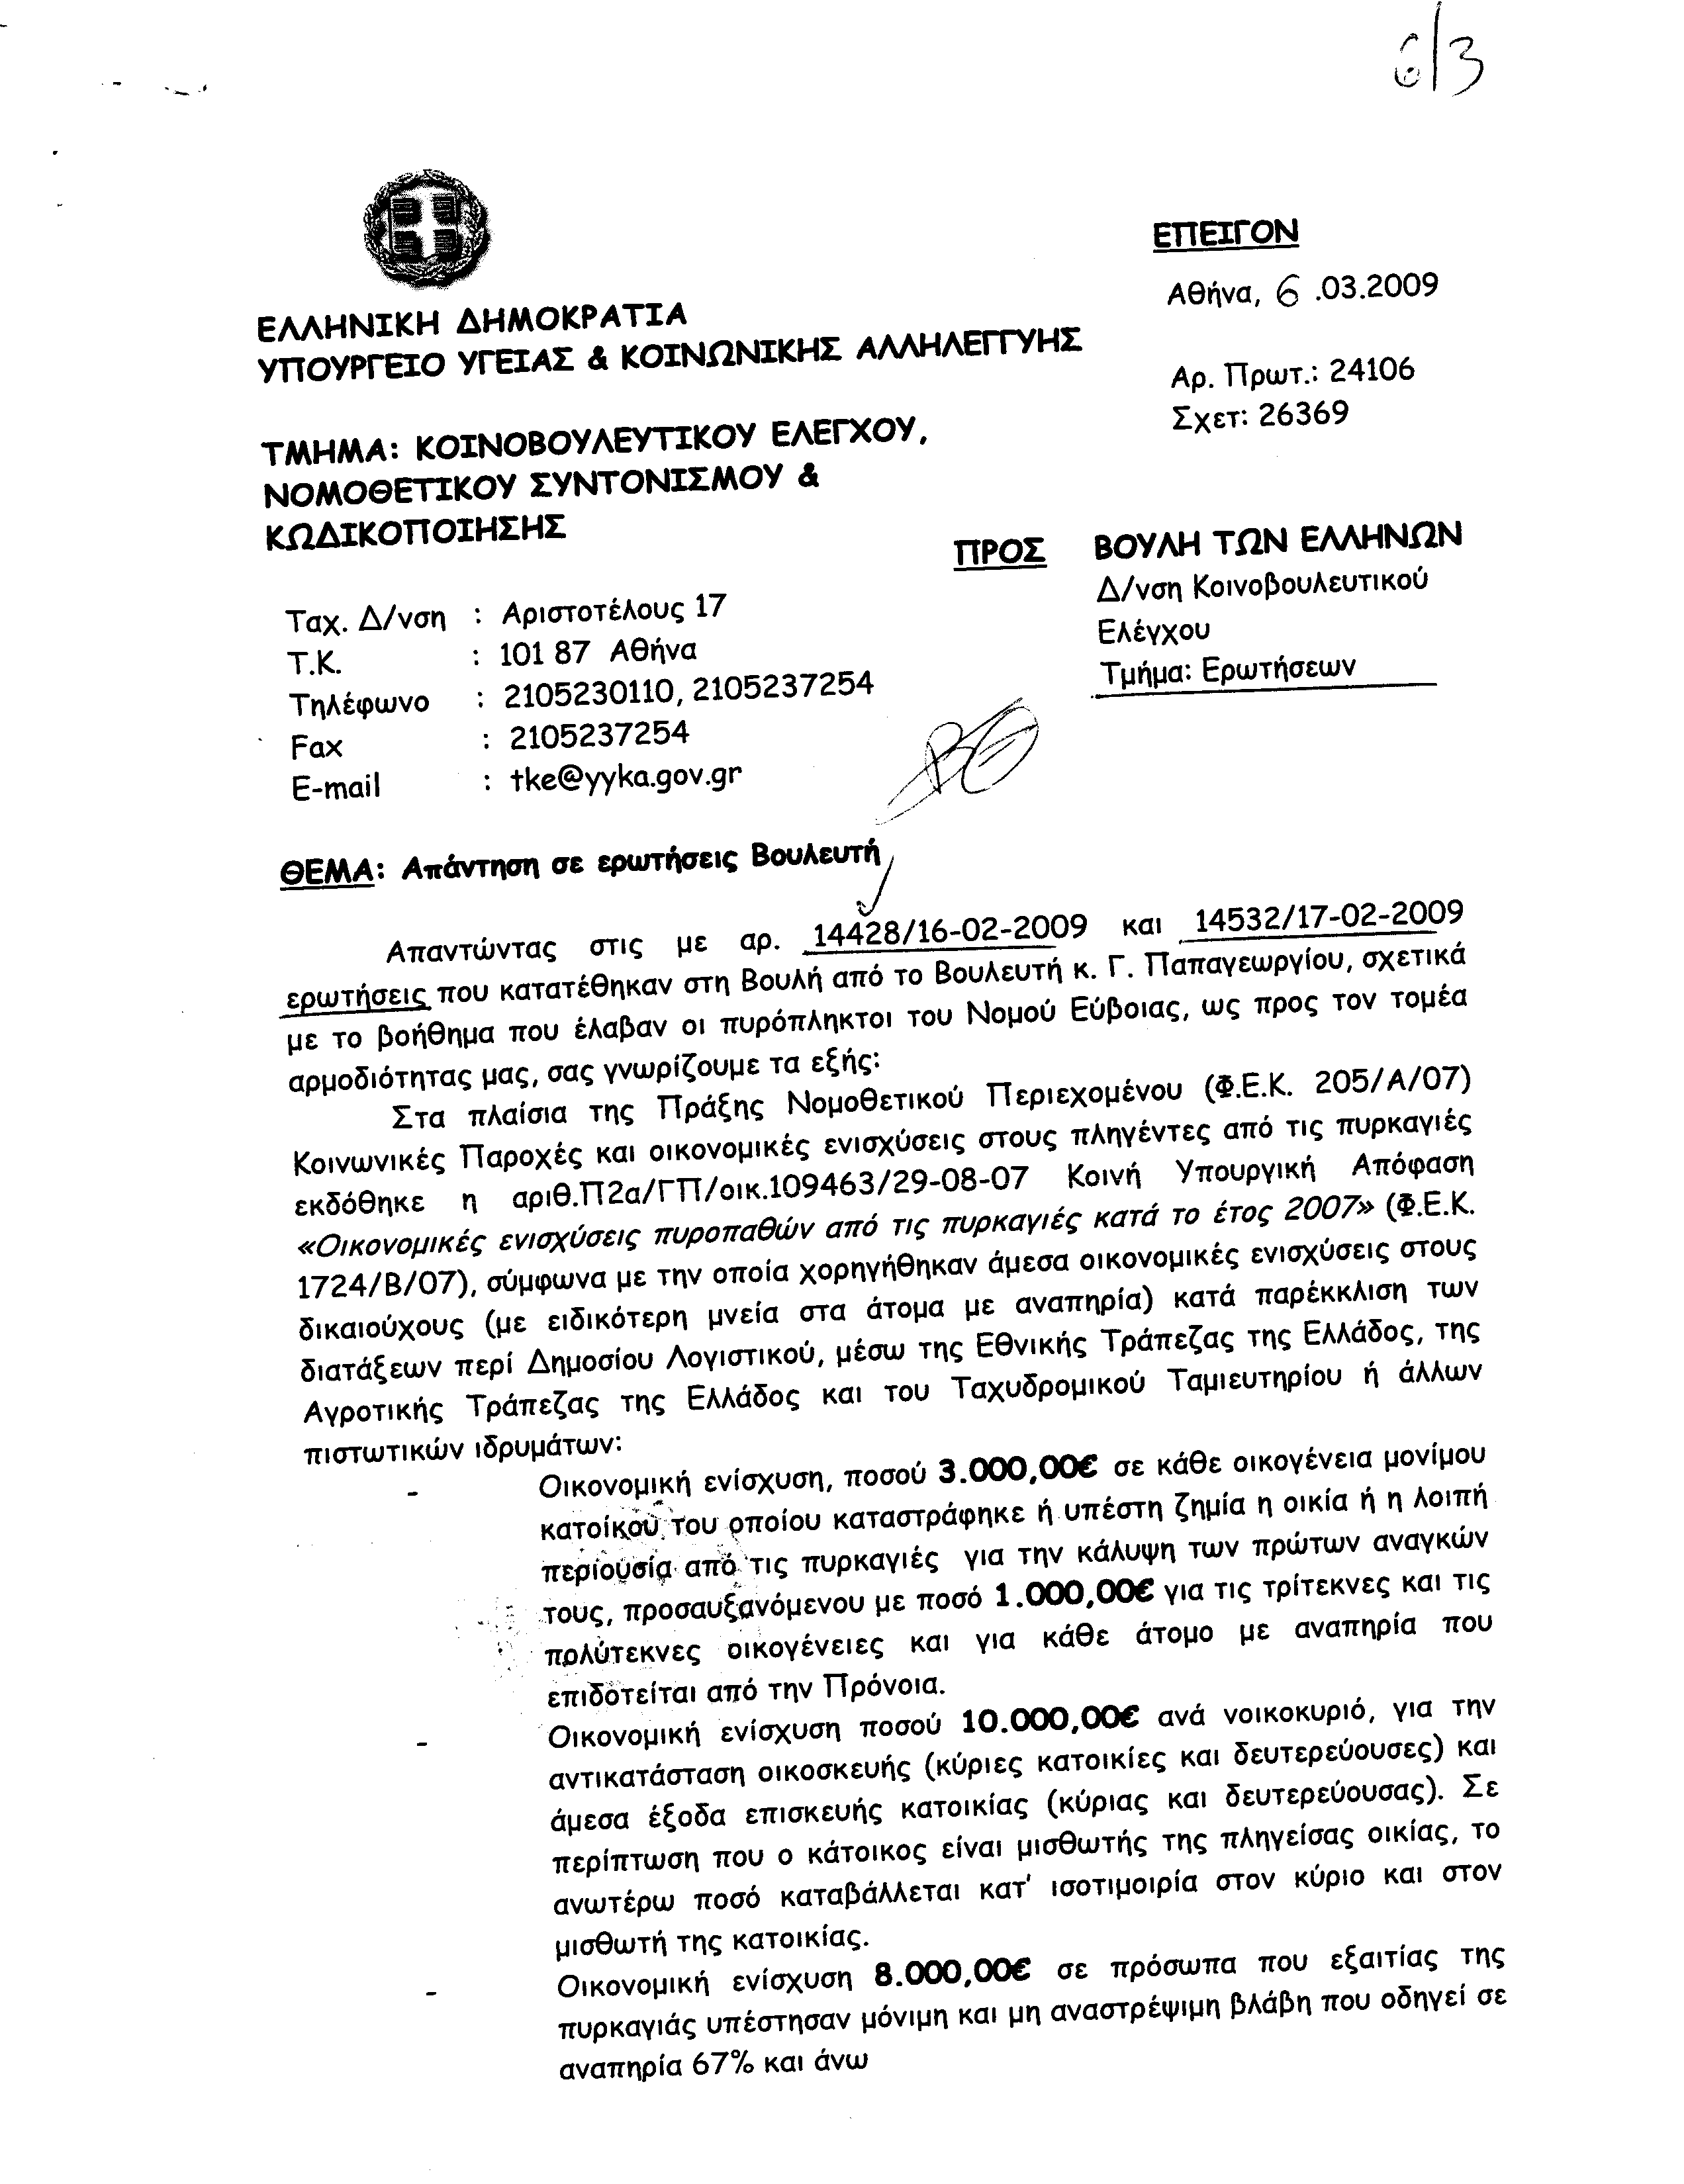 6/3
ΕΠΕΙΓΟΝ
Αθήνα, 6 .03.2009
ΕΛΛΗΝΙΚΗ ΔΗΜΟΚΡΑΤΙΑ
ΥΠΟΥΡΓΕΙΟ ΥΓΕΙΑΣ & ΚΟΙΝΩΝΙΚΗΣ ΑΛΛΗΛΕΓΓΥΗΣ
Αρ. Πρωτ.: 24106
Σχετ: 26369
ΤΜΗΜΑ: ΚΟΙΝΟΒΟΥΛΕΥΤΙΚΟΥ ΕΛΕΓΧΟΥ,
ΝΟΜΟΘΕΤΙΚΟΥ ΣΥΝΤΟΝΙΣΜΟΥ &
ΚΩΔΙΚΟΠΟΙΗΣΗΣ
ΠΡΟΣ ΒΟΥΛΗ ΤΩΝ ΕΛΛΗΝΩΝ
Δ/νση Κοινοβουλευτικού
Ελέγχου
Τμήμα: Ερωτήσεων
Ταχ. Δ/νση : Αριστοτέλους 17
Τ.Κ. : 101 87 Αθήνα
Τηλέφωνο : 2105230110, 2105237254
Fax : 2105237254
E-mail : tke@yyka.gov.gr
ΘΕΜΑ: Απάντηση σε ερωτήσεις Βουλευτή
Απαντώντας στις με αρ. 14428/16-02-2009 και 14532/17-02-2009
ερωτήσεις που κατατέθηκαν στη Βουλή από το Βουλευτή κ. Γ. Παπαγεωργίου, σχετικά
με το βοήθημα που έλαβαν οι πυρόπληκτοι του Νομού Εύβοιας, ως προς τον τομέα
αρμοδιότητας μας, σας γνωρίζουμε τα εξής:
Στα πλαίσια της Πράξης Νομοθετικού Περιεχομένου (Φ.Ε.Κ. 205/Α/07)
Κοινωνικές Παροχές και οικονομικές ενισχύσεις στους πληγέντες από τις πυρκαγιές
εκδόθηκε η αριθ.Π2α/ΓΠ/οικ.109463/29-08-07 Κοινή Υπουργική Απόφαση
«Οικονομικές ενισχύσεις πυροπαθών από τις πυρκαγιές κατά το έτος 2007» (Φ.Ε.Κ.
1724/Β/07), σύμφωνα με την οποία χορηγήθηκαν άμεσα οικονομικές ενισχύσεις στους
δικαιούχους (με ειδικότερη μνεία στα άτομα με αναπηρία) κατά παρέκκλιση των
διατάξεων περί Δημοσίου Λογιστικού, μέσω της Εθνικής Τράπεζας της Ελλάδος, της
Αγροτικής Τράπεζας της Ελλάδος και του Ταχυδρομικού Ταμιευτηρίου ή άλλων
πιστωτικών ιδρυμάτων:
- Οικονομική ενίσχυση, ποσού 3.000,00€ σε κάθε οικογένεια μονίμου
κατοίκου του οποίου καταστράφηκε ή υπέστη ζημία η οικία ή η λοιπή
περιουσία από τις πυρκαγιές για την κάλυψη των πρώτων αναγκών
τους, προσαυξανόμενου με ποσό 1.000,00€ για τις τρίτεκνες και τις
πολύτεκνες οικογένειες και για κάθε άτομο με αναπηρία που
επιδοτείται από την Πρόνοια.
- Οικονομική ενίσχυση ποσού 10.000,00€ ανά νοικοκυριό, για την
αντικατάσταση οικοσκευής (κύριες κατοικίες και δευτερεύουσες) και
άμεσα έξοδα επισκευής κατοικίας (κύριας και δευτερεύουσας). Σε
περίπτωση που ο κάτοικος είναι μισθωτής της πληγείσας οικίας, το
ανωτέρω ποσό καταβάλλεται κατ' ισοτιμοιρία στον κύριο και στον
μισθωτή της κατοικίας.
- Οικονομική ενίσχυση 8.000,00€ σε πρόσωπα που εξαιτίας της
πυρκαγιάς υπέστησαν μόνιμη και μη αναστρέψιμη βλάβη που οδηγεί σε
αναπηρία 67% και άνω